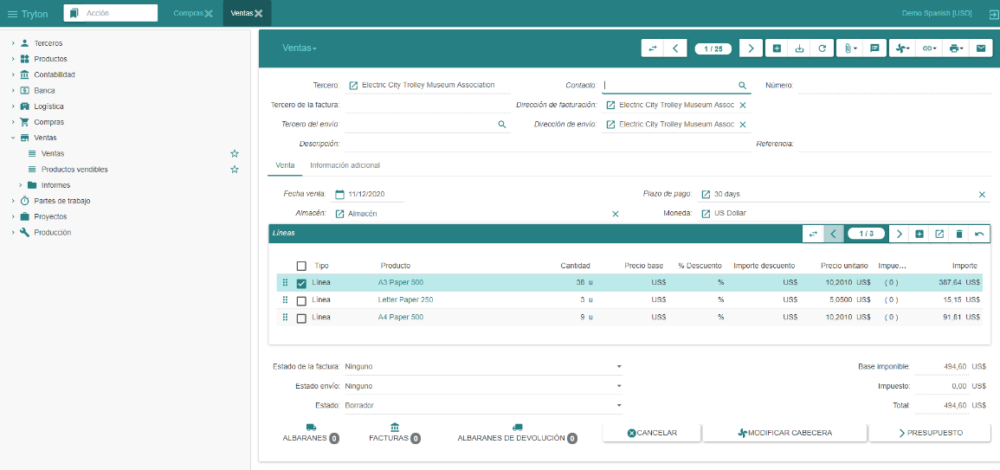 Tryton
Acción
Compras
Ventas
Demo Spanish [USD]
Terceros
Productos
Contabilidad
Banca
Logística
Compras
Ventas
Ventas
Productos vendibles
Informes
Partes de trabajo
Proyectos
Producción
Ventas
1 / 25
Tercero: Electric City Trolley Museum Association Contacto: Número:
Tercero de la factura: Dirección de facturación: Electric City Trolley Museum Assoc
Tercero del envío: Dirección de envío: Electric City Trolley Museum Assoc
Descripción: Referencia:
Venta Información adicional
Fecha venta: 11/12/2020 Plazo de pago: 30 days
Almacén: Almacén Moneda: US Dollar
Líneas 1 / 3
Tipo Producto Cantidad Precio base % Descuento Importe descuento Precio unitario Impue... Importe
Línea A3 Paper 500 38 u US$ % US$ 10,2010 US$ ( 0 ) 387,64 US$
Línea Letter Paper 250 3 u US$ % US$ 5,0500 US$ ( 0 ) 15,15 US$
Línea A4 Paper 500 9 u US$ % US$ 10,2010 US$ ( 0 ) 91,81 US$
Estado de la factura: Ninguno Base imponible: 494,60 US$
Estado envío: Ninguno Impuesto: 0,00 US$
Estado: Borrador Total: 494,60 US$
ALBARANES 0 FACTURAS 0 ALBARANES DE DEVOLUCIÓN 0 CANCELAR MODIFICAR CABECERA PRESUPUESTO